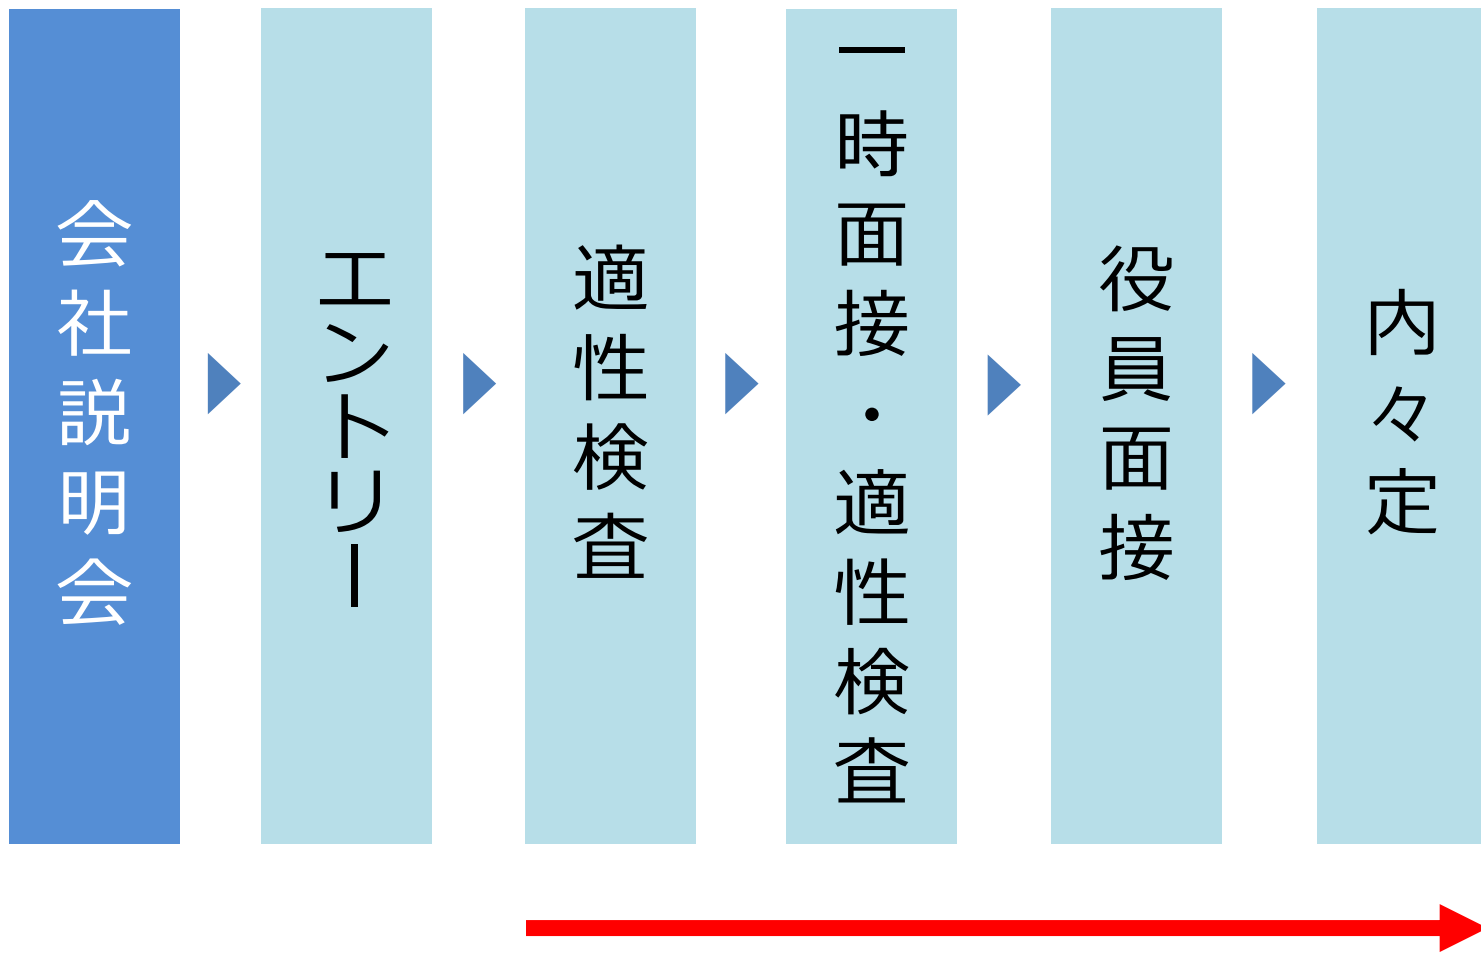 会社説明会
エントリー
適性検査
一時面接・適性検査
役員面接
内々定